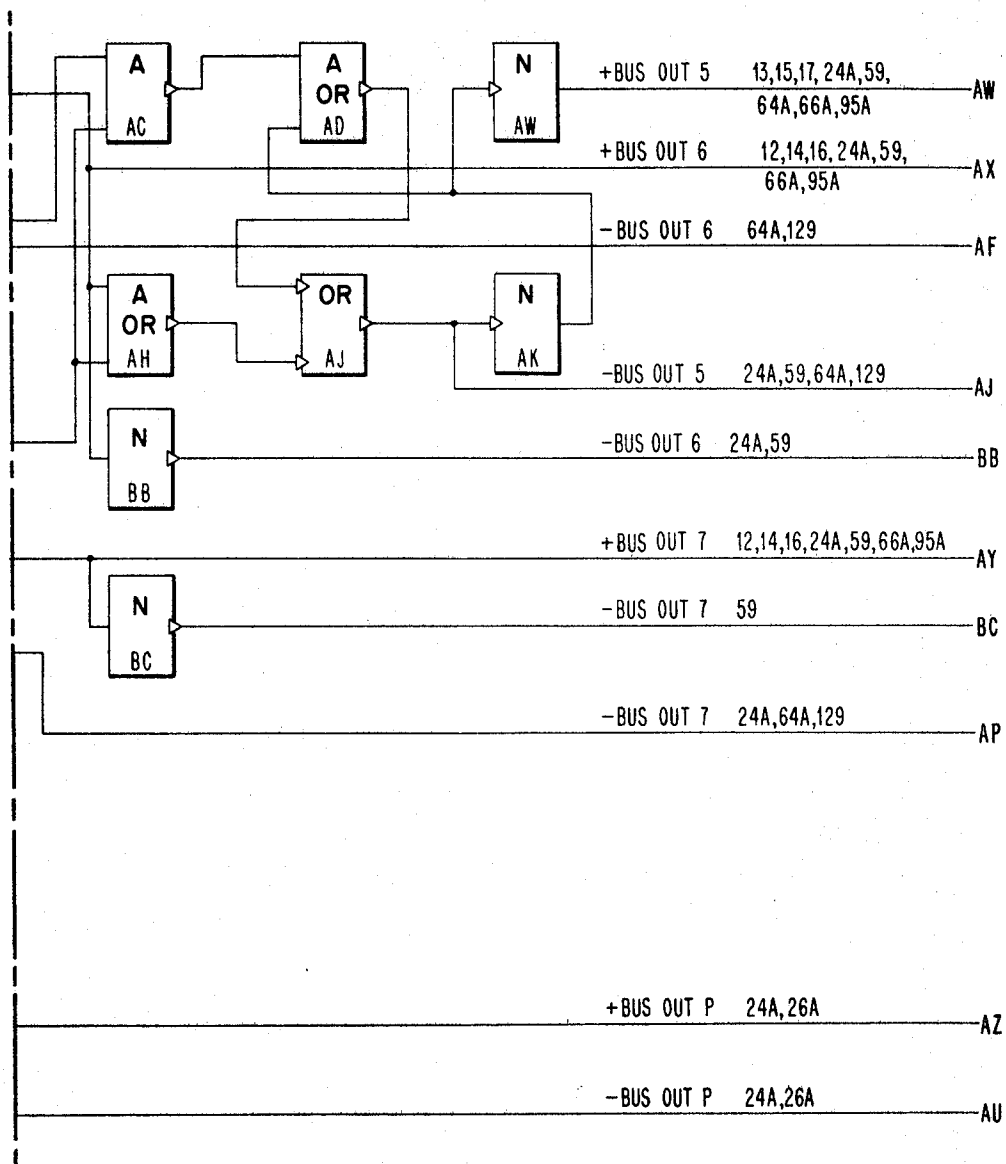 A
AC
A
OR
AD
N
AW
+BUS OUT 5 13,15,17,24A,59,
64A,66A,95A
AW
+BUS OUT 6 12,14,16,24A,59,
66A,95A
AX
−BUS OUT 6 64A,129
AF
A
OR
AH
OR
AJ
N
AK
−BUS OUT 5 24A,59,64A,129
AJ
N
BB
−BUS OUT 6 24A,59
BB
+BUS OUT 7 12,14,16,24A,59,66A,95A
AY
N
BC
−BUS OUT 7 59
BC
−BUS OUT 7 24A,64A,129
AP
+BUS OUT P 24A,26A
AZ
−BUS OUT P 24A,26A
AU